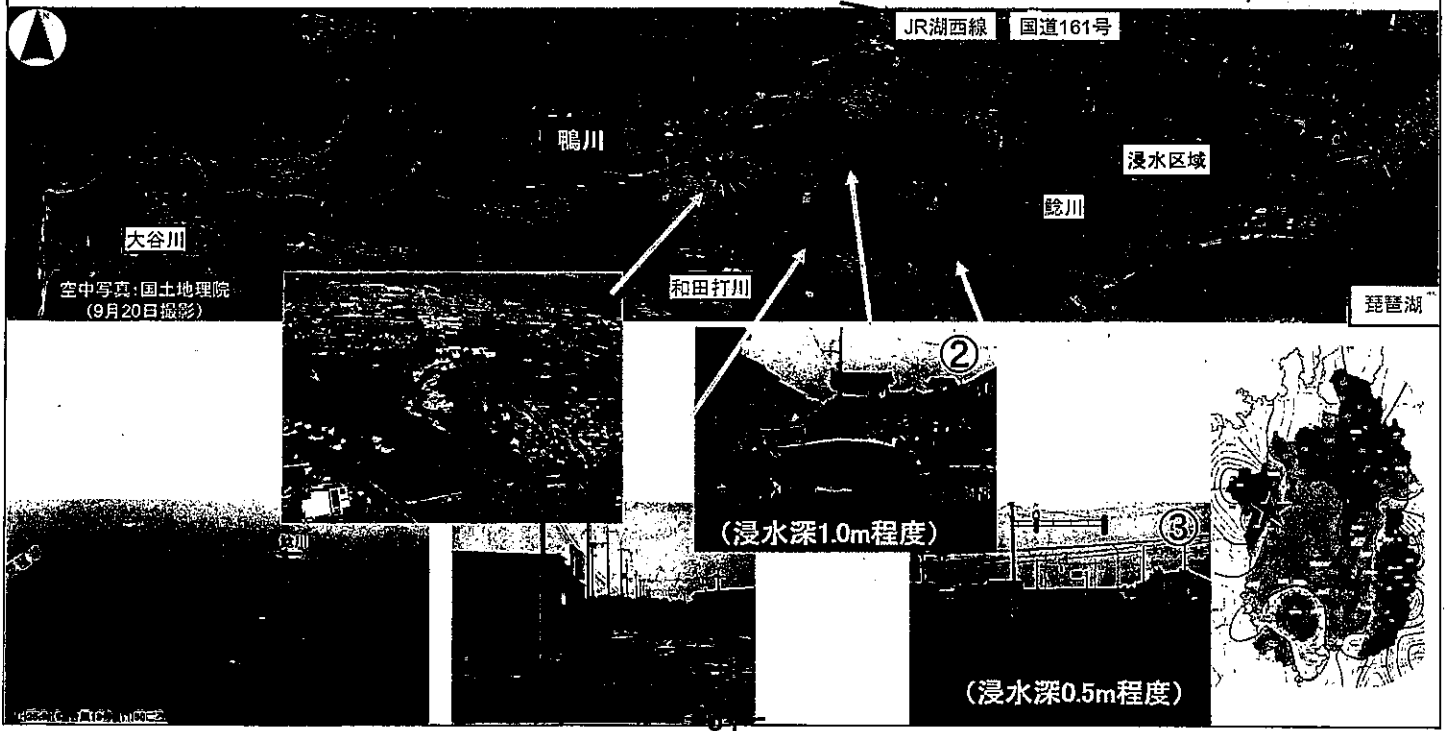 N
JR湖西線
国道161号
鴨川
浸水区域
鯰川
大谷川
空中写真:国土地理院
(9月20日撮影)
和田打川
琵琶湖
②
(浸水深1.0m程度)
③
鯰川
(浸水深0.5m程度)